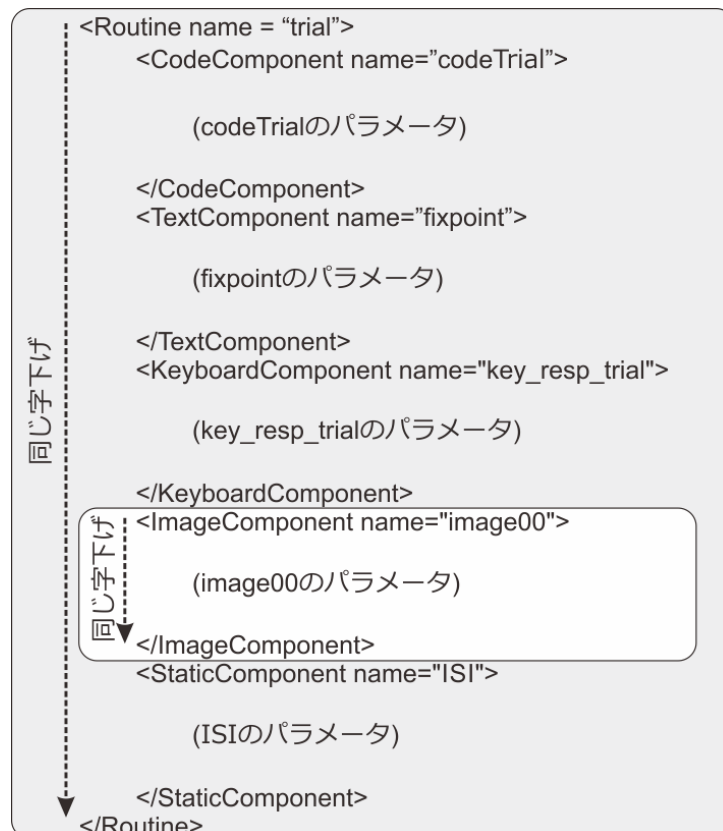 <Routine name = “trial”>
<CodeComponent name=”codeTrial”>
(codeTrialのパラメータ)
</CodeComponent>
<TextComponent name=”fixpoint”>
(fixpointのパラメータ)
</TextComponent>
<KeyboardComponent name="key_resp_trial">
(key_resp_trialのパラメータ)
</KeyboardComponent>
<ImageComponent name="image00">
(image00のパラメータ)
</ImageComponent>
<StaticComponent name="ISI">
(ISIのパラメータ)
</StaticComponent>
</Routine>
同じ字下げ
同じ字下げ